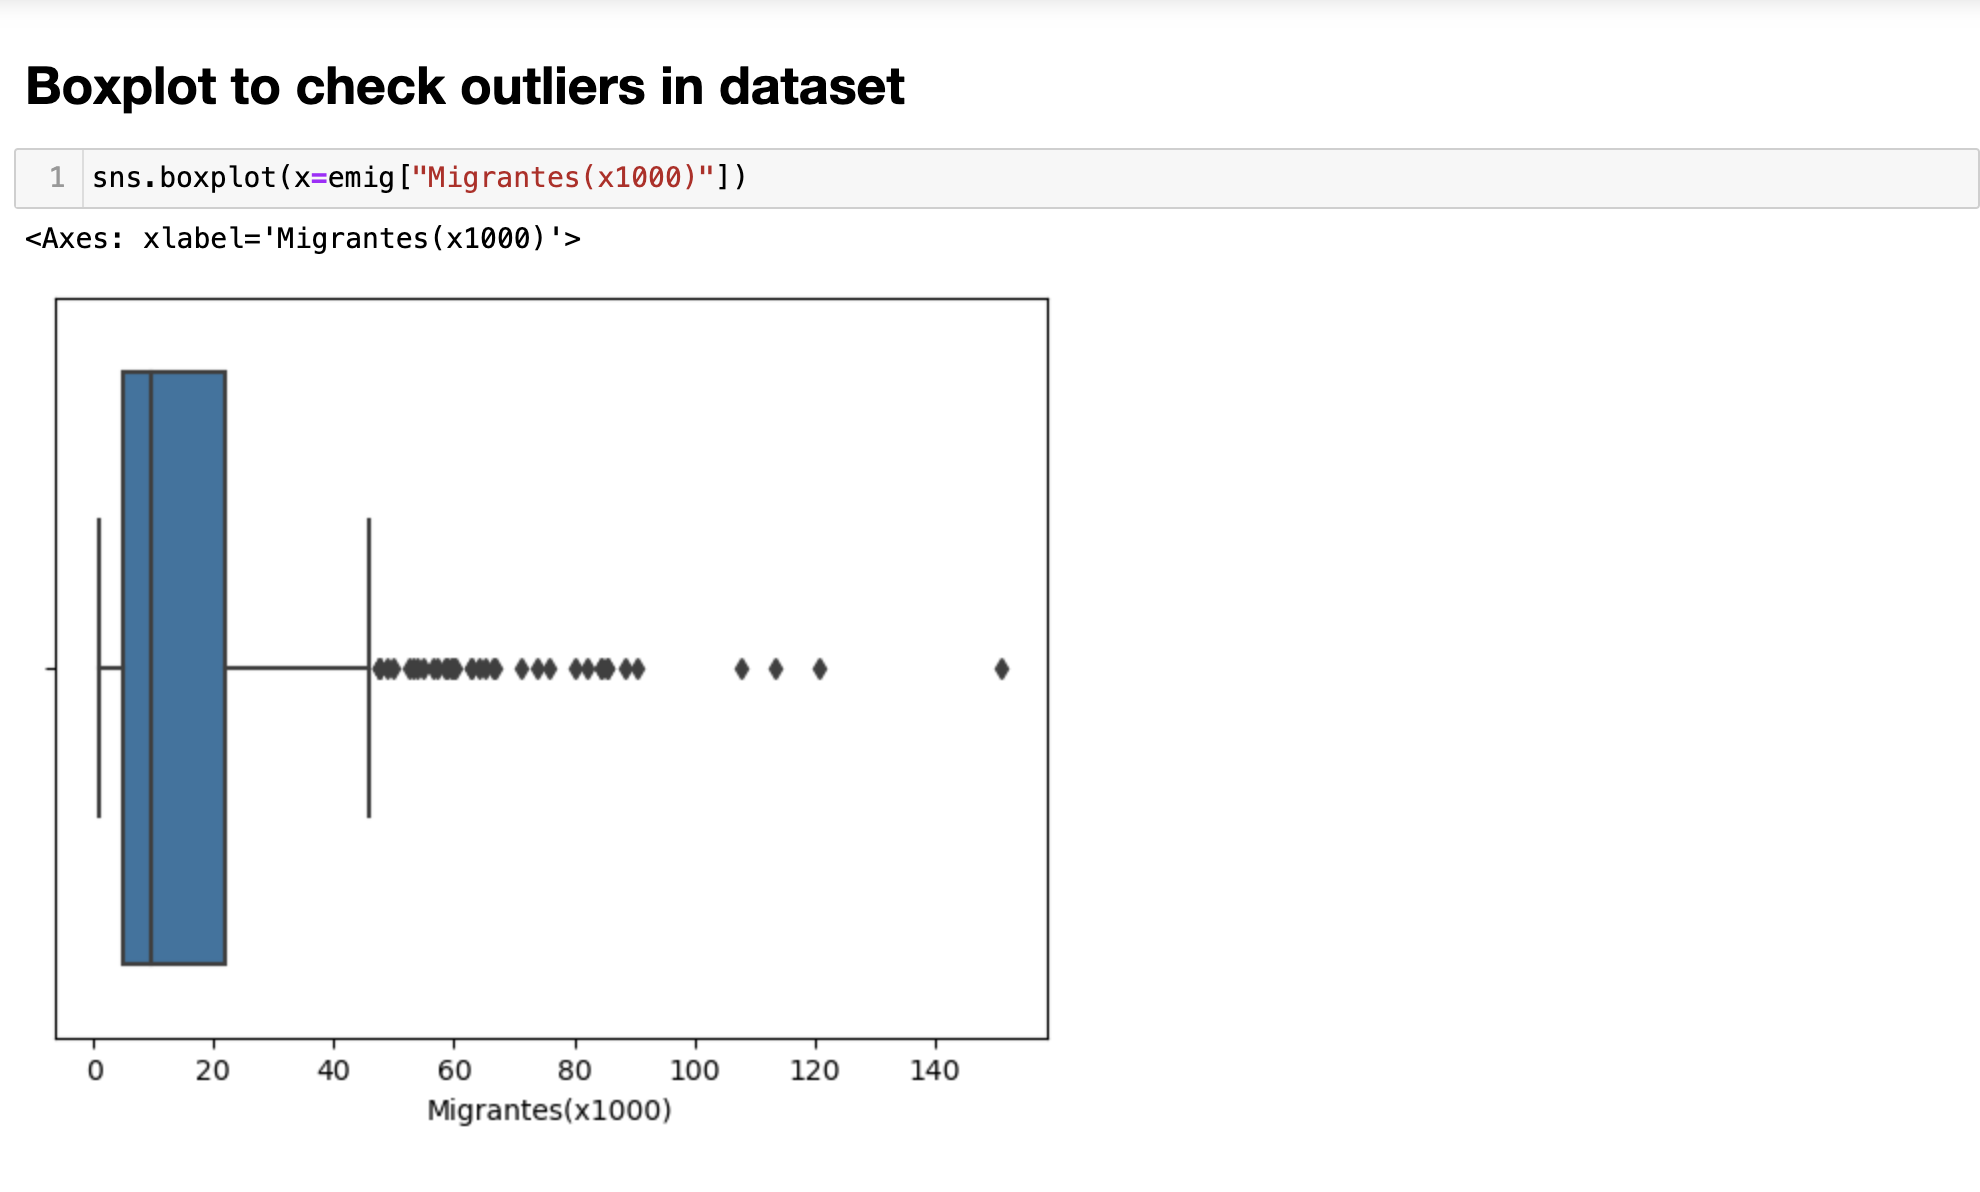 Boxplot to check outliers in dataset
1 sns.boxplot(x=emig["Migrantes(x1000)"])
<Axes: xlabel='Migrantes(x1000)'>
0 20 40 60 80 100 120 140
Migrantes(x1000)